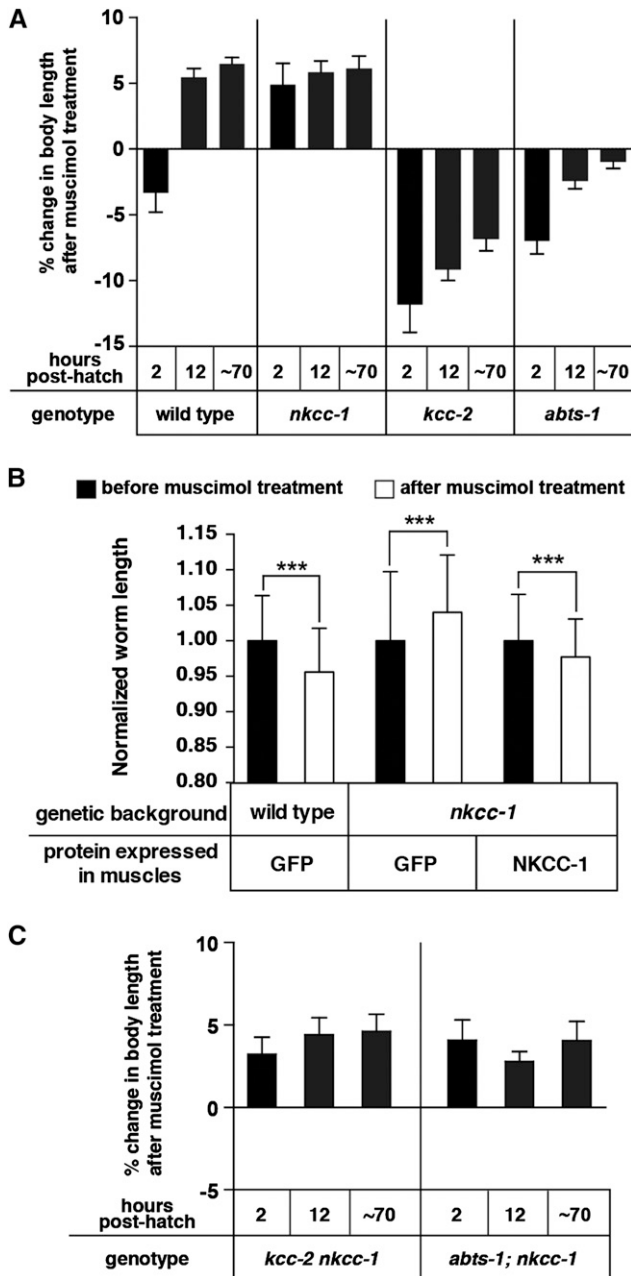 A
% change in body length
after muscimol treatment
10
5
0
-5
-10
-15
hours
post-hatch
2 12 ~70 2 12 ~70 2 12 ~70 2 12 ~70
genotype wild type nkcc-1 kcc-2 abts-1
B
before muscimol treatment after muscimol treatment
Normalized worm length
1.15
1.10
1.05
1.00
0.95
0.90
0.85
0.80
*** *** ***
genetic background wild type nkcc-1
protein expressed
in muscles
GFP GFP NKCC-1
C
% change in body length
after muscimol treatment
10
5
0
-5
hours
post-hatch
2 12 ~70 2 12 ~70
genotype kcc-2 nkcc-1 abts-1; nkcc-1